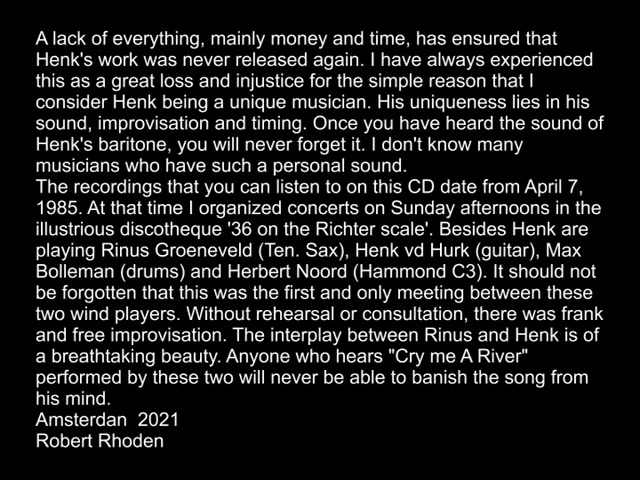 A lack of everything, mainly money and time, has ensured that
Henk's work was never released again. I have always experienced
this as a great loss and injustice for the simple reason that I
consider Henk being a unique musician. His uniqueness lies in his
sound, improvisation and timing. Once you have heard the sound of
Henk's baritone, you will never forget it. I don't know many
musicians who have such a personal sound.
The recordings that you can listen to on this CD date from April 7,
1985. At that time I organized concerts on Sunday afternoons in the
illustrious discotheque '36 on the Richter scale'. Besides Henk are
playing Rinus Groeneveld (Ten. Sax), Henk vd Hurk (guitar), Max
Bolleman (drums) and Herbert Noord (Hammond C3). It should not
be forgotten that this was the first and only meeting between these
two wind players. Without rehearsal or consultation, there was frank
and free improvisation. The interplay between Rinus and Henk is of
a breathtaking beauty. Anyone who hears "Cry me A River"
performed by these two will never be able to banish the song from
his mind.
Amsterdan  2021
Robert Rhoden